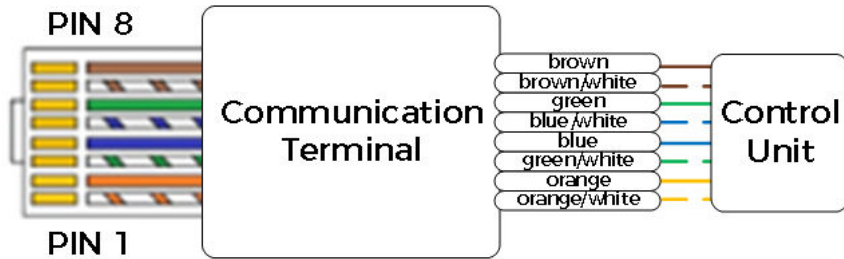 PIN 8
Communication
Terminal
brown
brown/white
green
blue/white
blue
green/white
orange
orange/white
Control
Unit
PIN 1